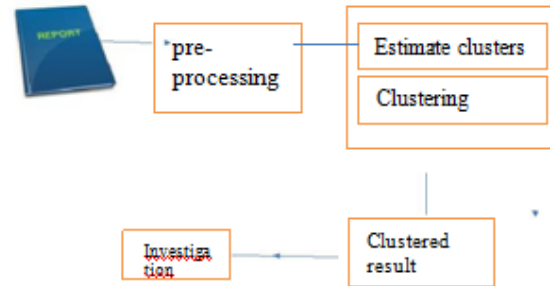 REPORT
pre-
processing
Estimate clusters
Clustering
Investiga
tion
Clustered
result